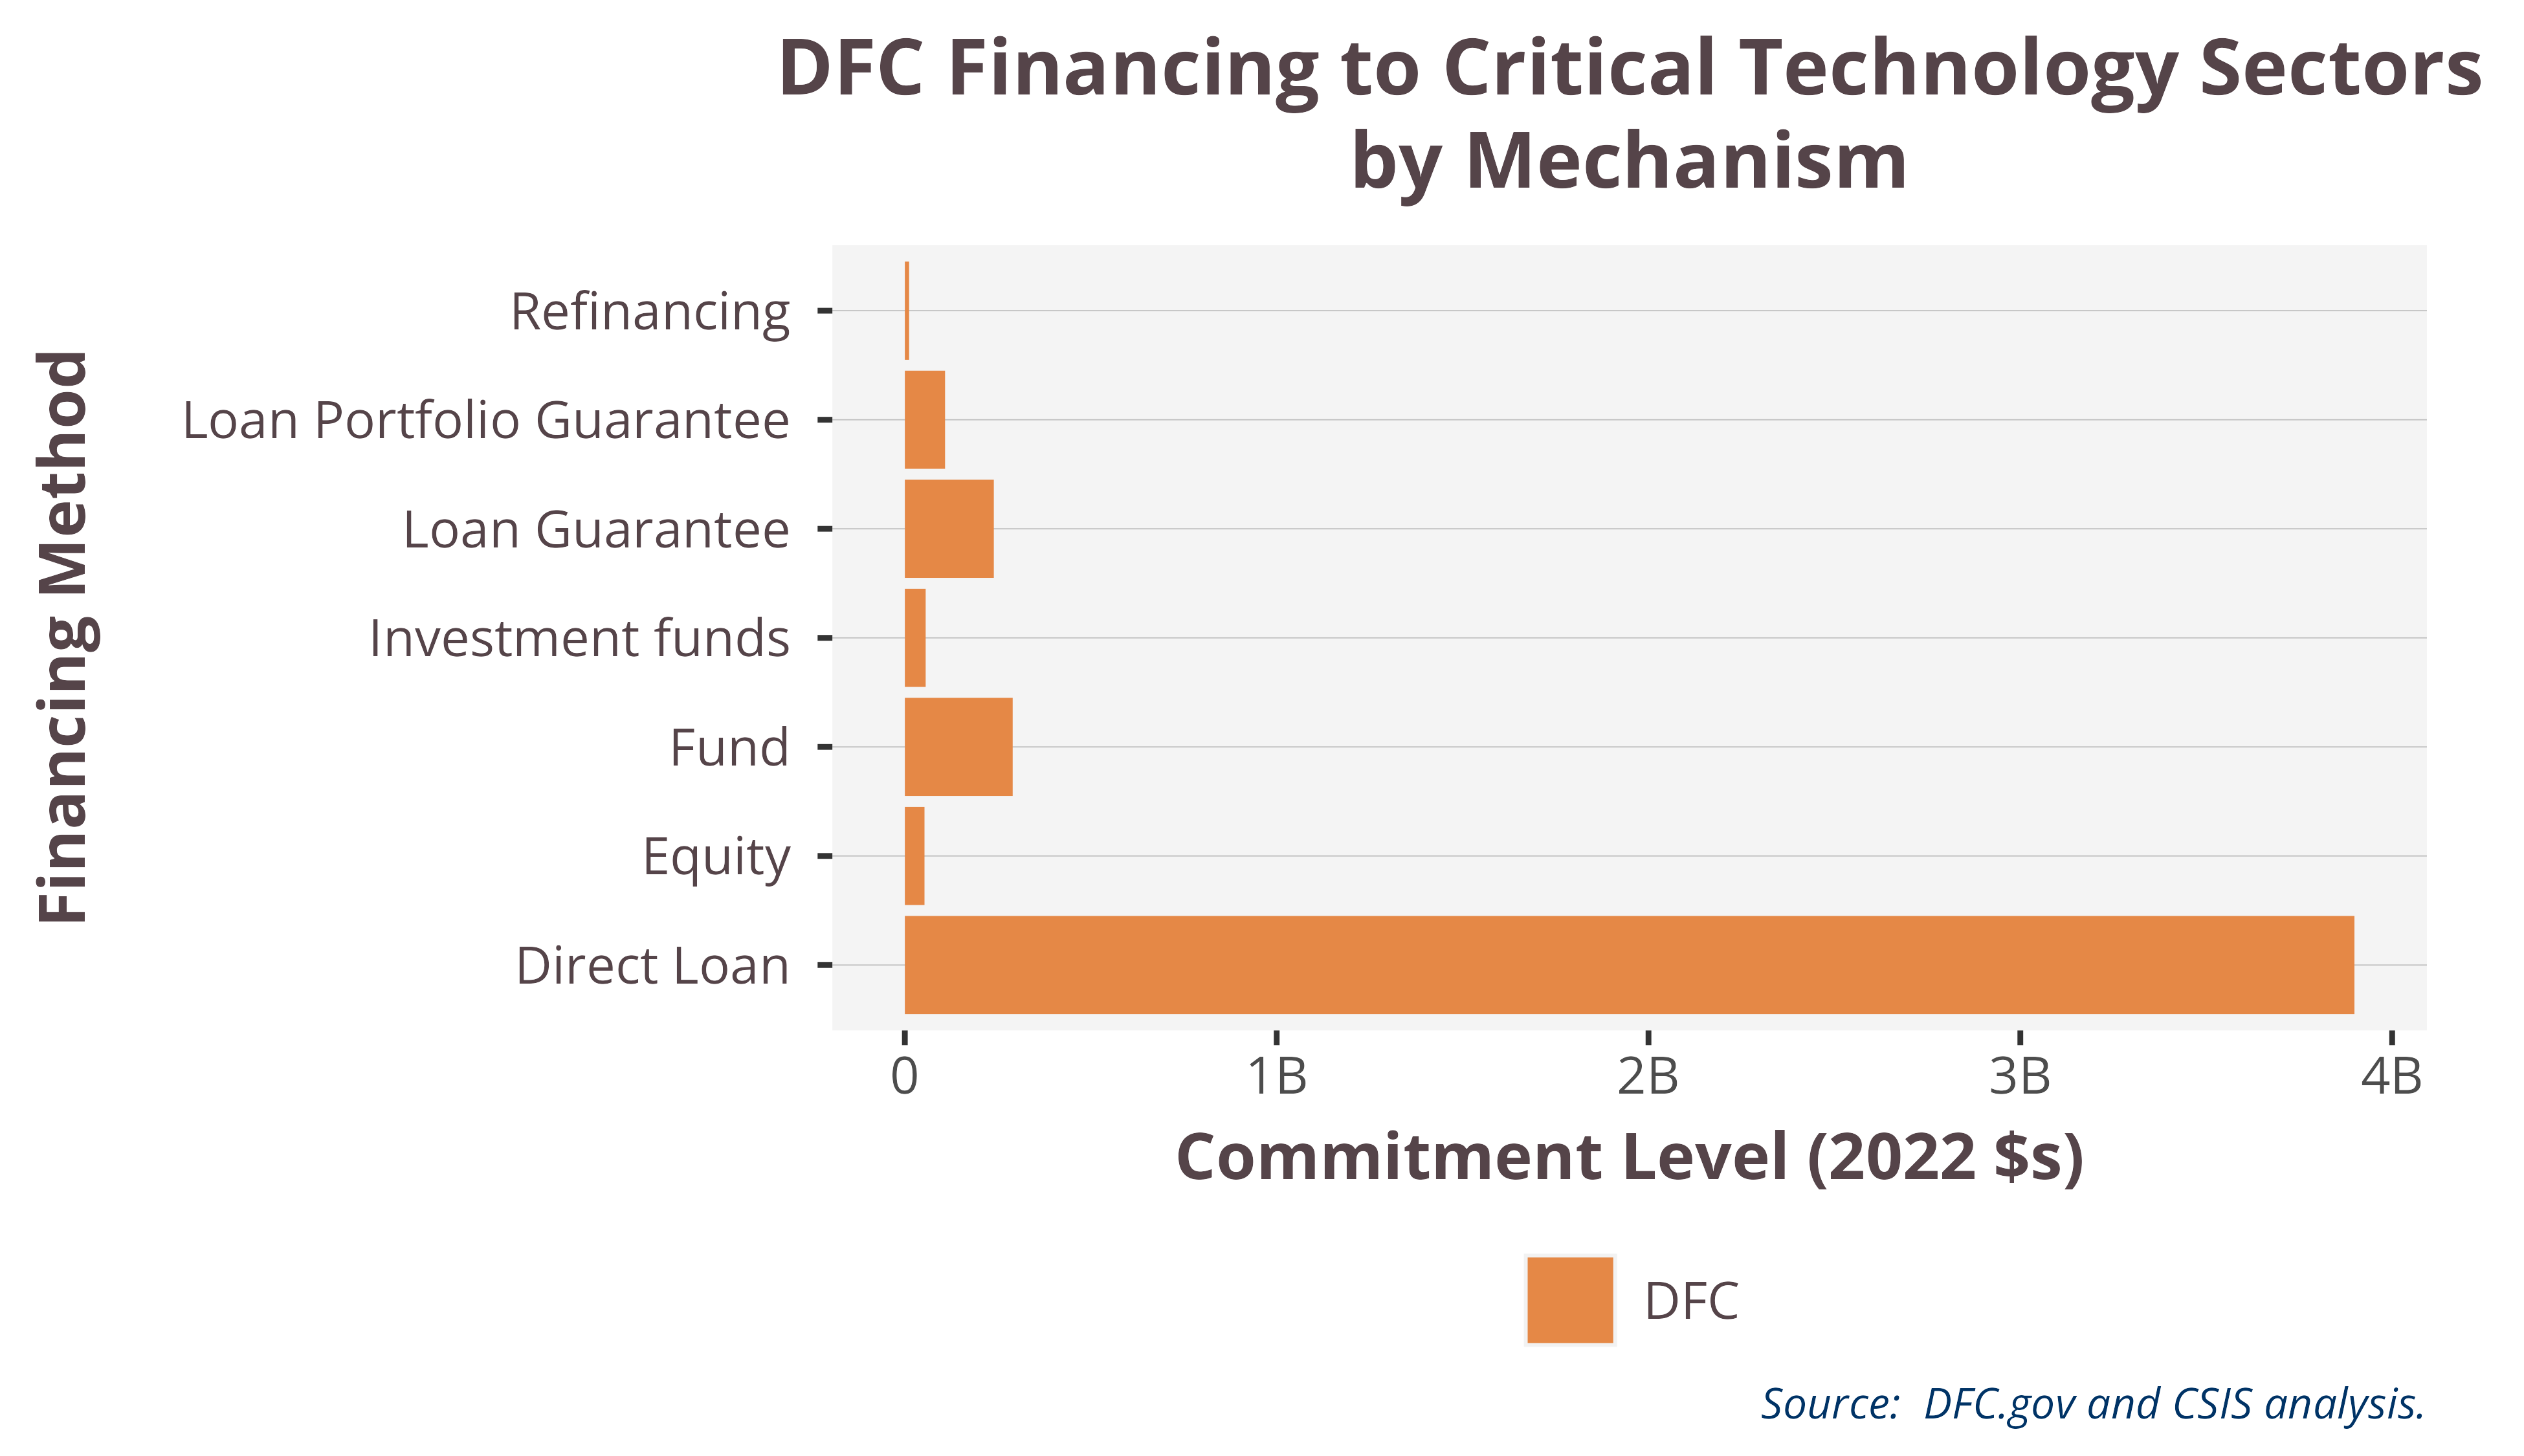 DFC Financing to Critical Technology Sectors
by Mechanism
Financing Method
Refinancing
Loan Portfolio Guarantee
Loan Guarantee
Investment funds
Fund
Equity
Direct Loan
0 1B 2B 3B 4B
Commitment Level (2022 $s)
DFC
Source:  DFC.gov and CSIS analysis.